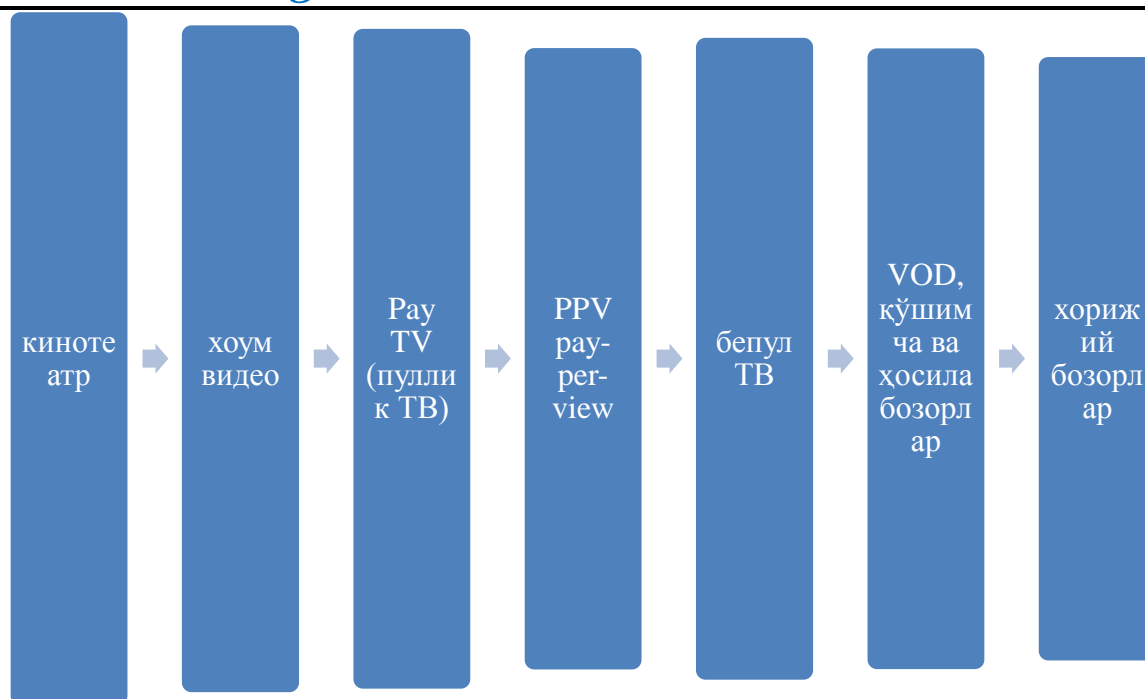 киноте
атр
хоум
видео
Pay
TV
(пулли
к ТВ)
PPV
pay-
per-
view
бепул
ТВ
VOD,
қўшим
ча ва
ҳосила
бозорл
ар
хориж
ий
бозорл
ар